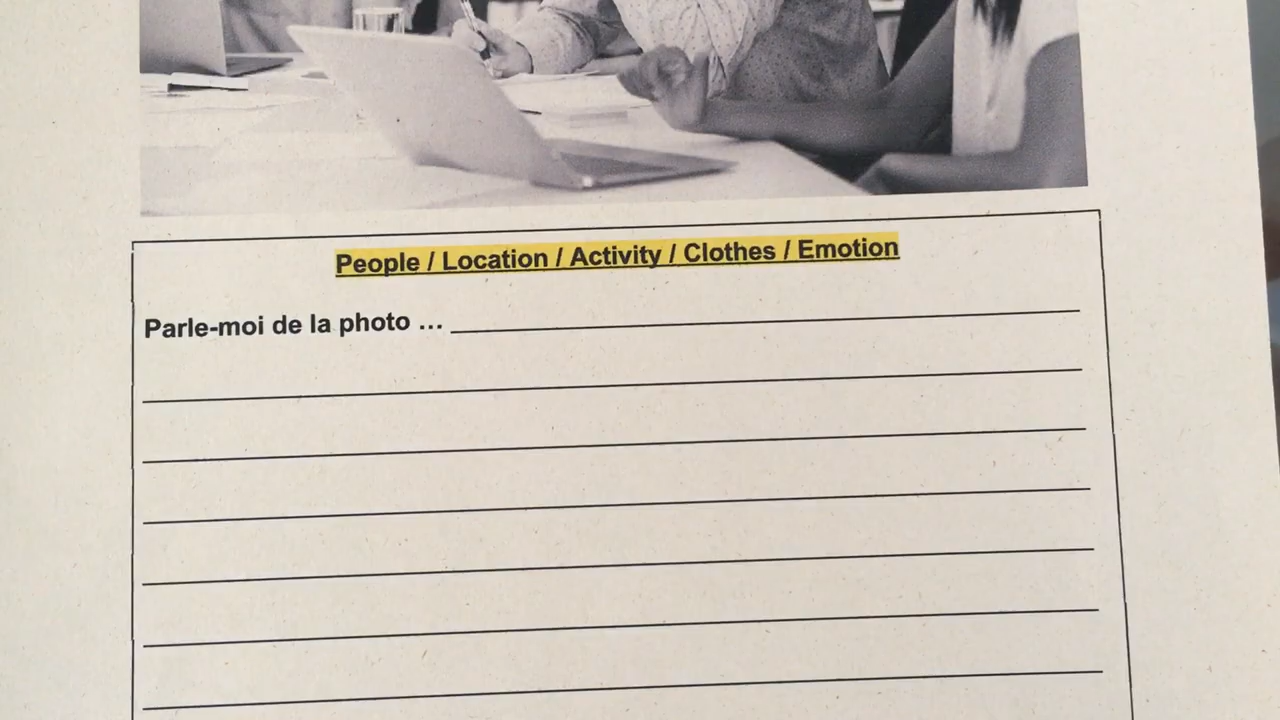 People / Location / Activity / Clothes / Emotion
Parle-moi de la photo …